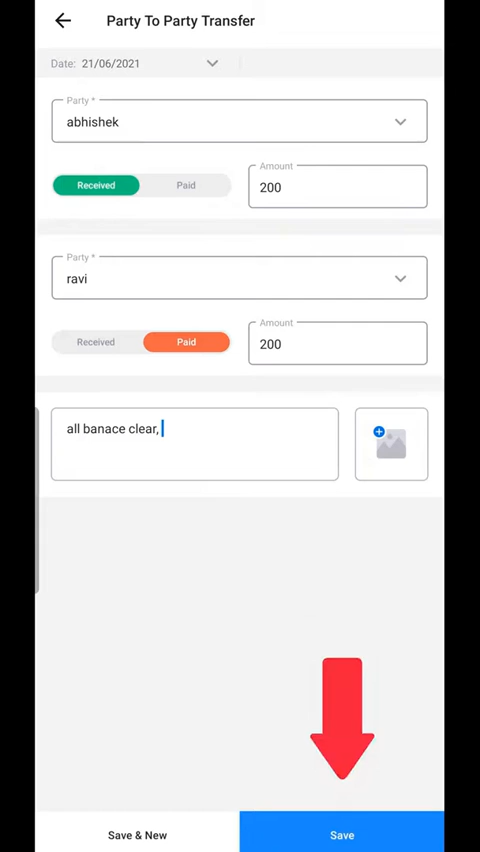 Party To Party Transfer
Date: 21/06/2021
Party *
abhishek
Received Paid
Amount
200
Party *
ravi
Received Paid
Amount
200
all banace clear,
Save & New Save